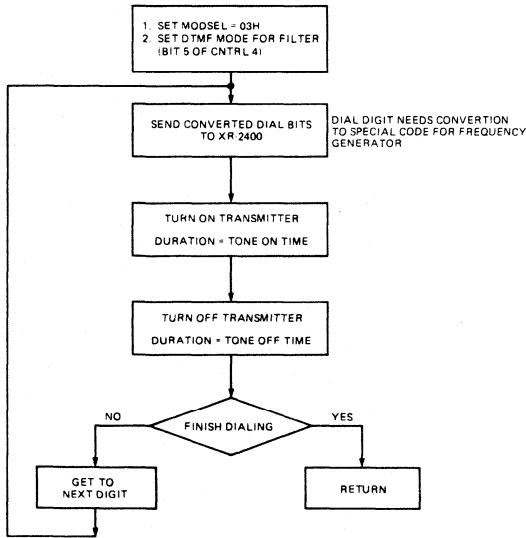 1. SET MODSEL = 03H
2. SET DTMF MODE FOR FILTER
(BIT 5 OF CNTRL 4)
SEND CONVERTED DIAL BITS
TO XR-2400
DIAL DIGIT NEEDS CONVERTION
TO SPECIAL CODE FOR FREQUENCY
GENERATOR
TURN ON TRANSMITTER
DURATION = TONE ON TIME
TURN OFF TRANSMITTER
DURATION = TONE OFF TIME
FINISH DIALING
NO
YES
GET TO
NEXT DIGIT
RETURN